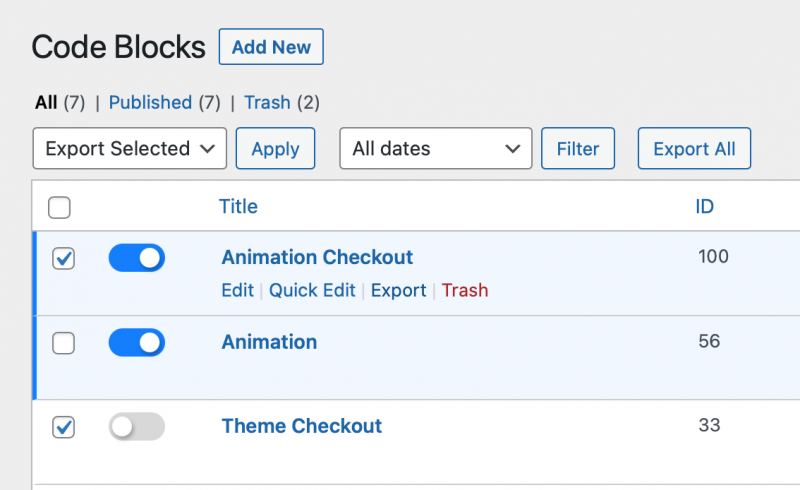 Code Blocks Add New
All (7) | Published (7) | Trash (2)
Export Selected Apply All dates Filter Export All
Title ID
Animation Checkout 100
Edit | Quick Edit | Export | Trash
Animation 56
Theme Checkout 33